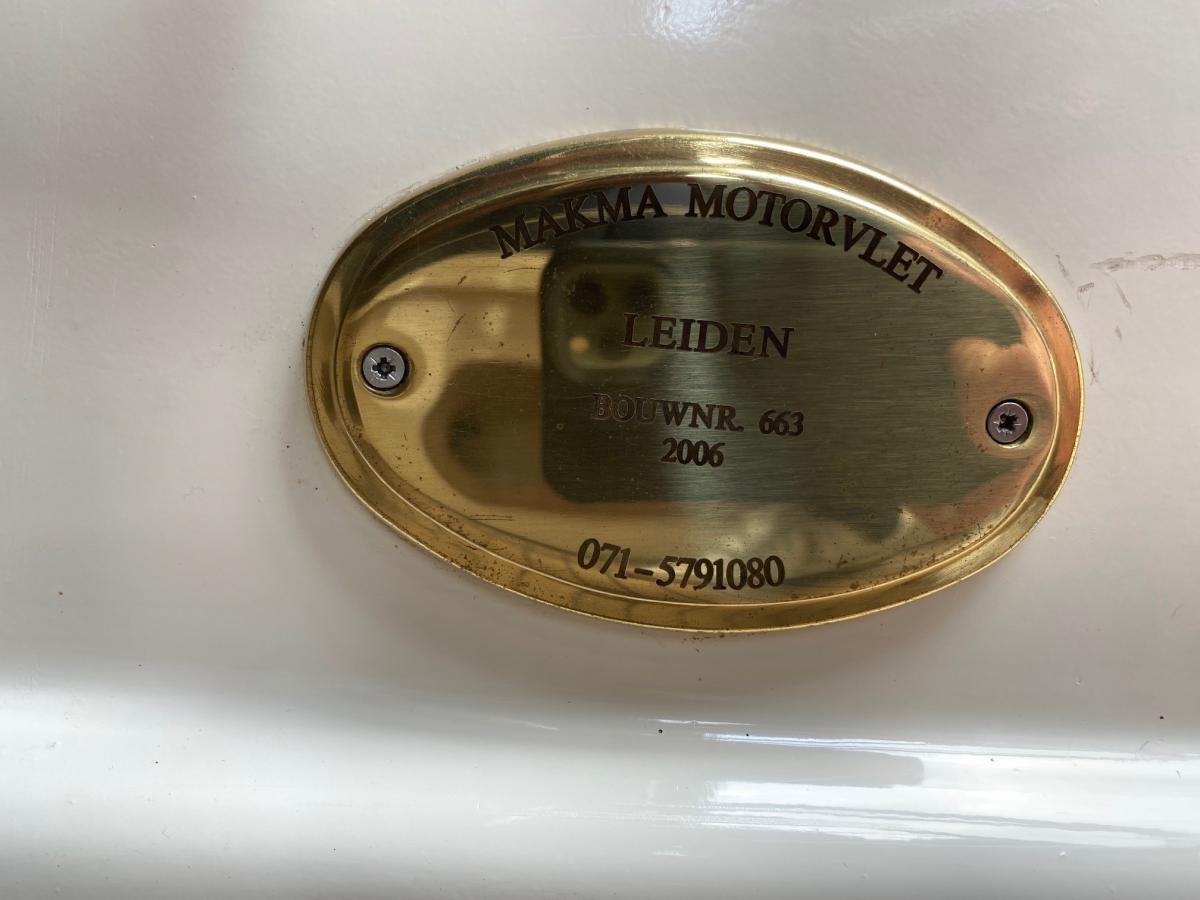 MAKMA MOTORVLET
LEIDEN
BOUWNR. 663
2006
071-5791080